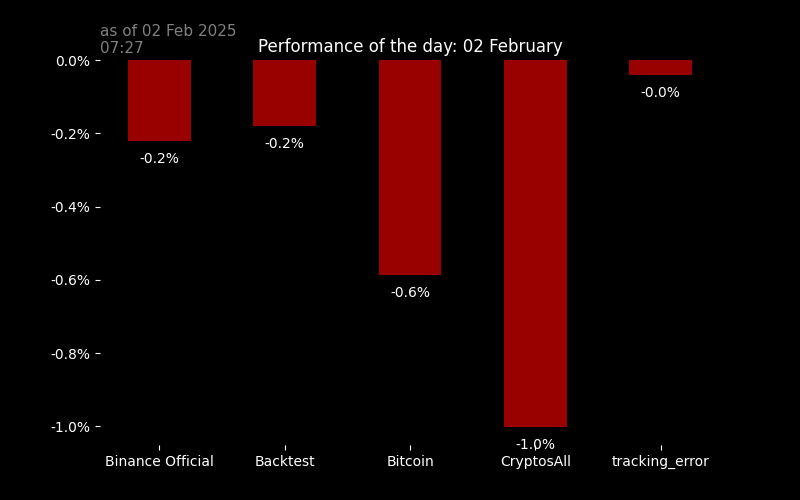 as of 02 Feb 2025
07:27
Performance of the day: 02 February
0.0%
-0.2%
-0.4%
-0.6%
-0.8%
-1.0%
-0.2%
-0.2%
-0.6%
-1.0%
-0.0%
Binance Official
Backtest
Bitcoin
CryptosAll
tracking_error